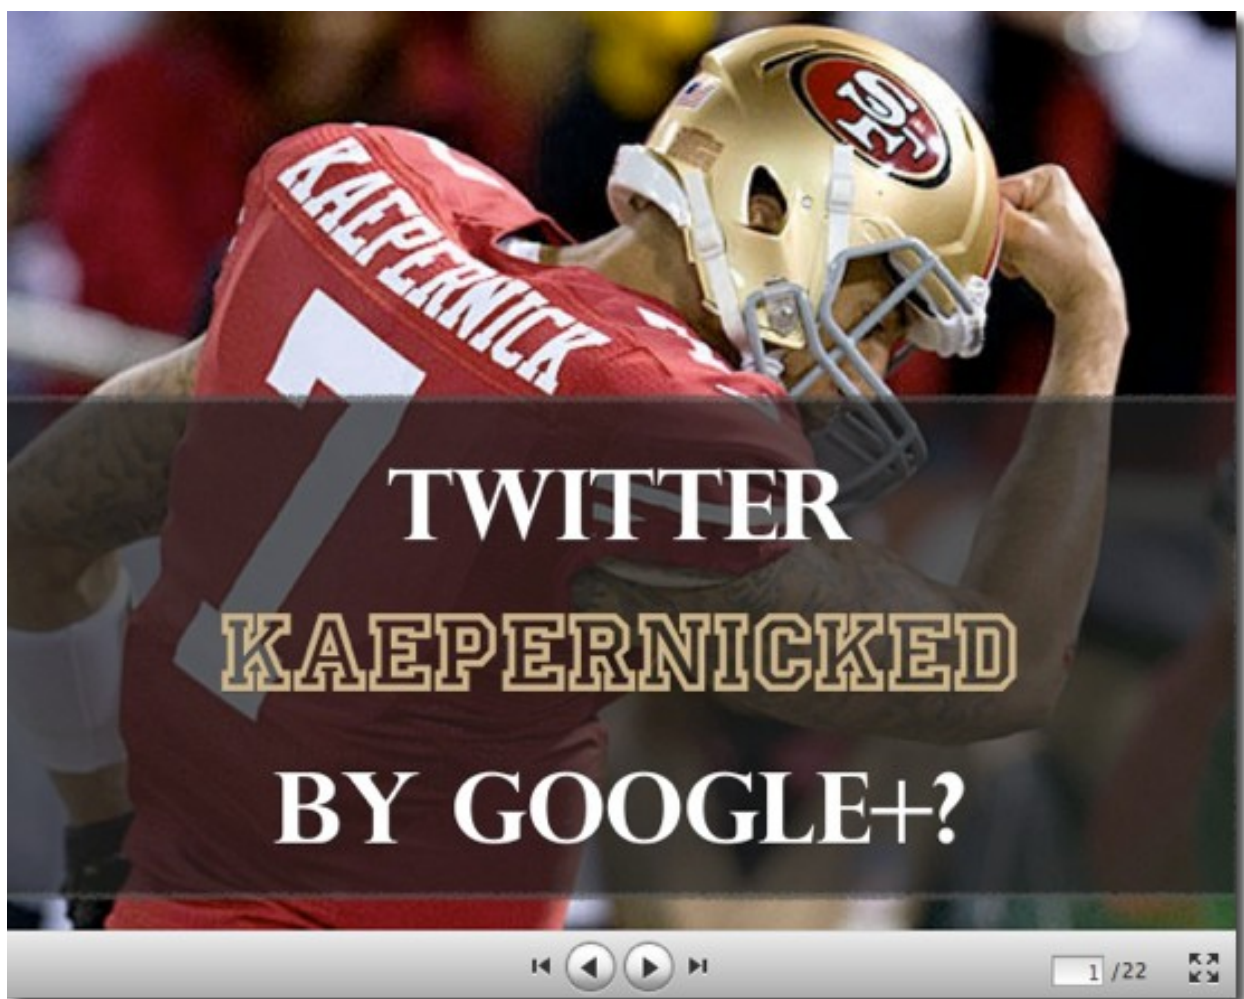 KAEPERNICK
7
SF
TWITTER
KAEPERNICKED
BY GOOGLE+?
1 /22